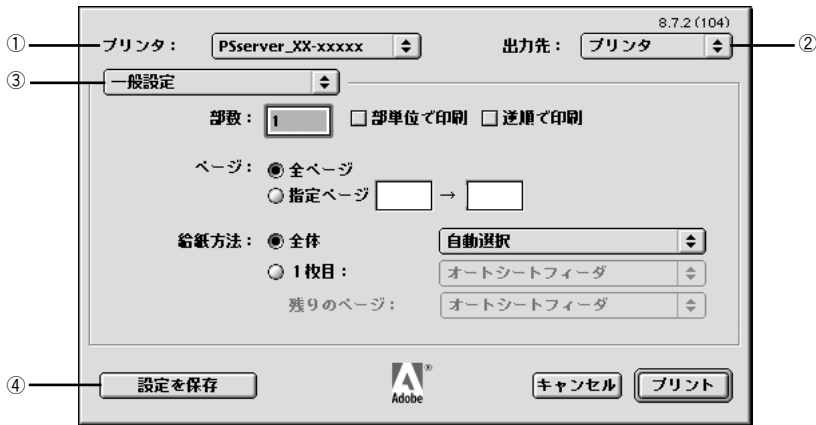 8.7.2 (104)
① プリンタ： PSserver_XX-xxxxx 出力先： プリンタ ②
③ 一般設定
部数： 1 部単位で印刷 逆順で印刷
ページ： 全ページ
指定ページ →
給紙方法： 全体 自動選択
1 枚目： オートシートフィーダ
残りのページ： オートシートフィーダ
④ 設定を保存 Adobe ® キャンセル プリント